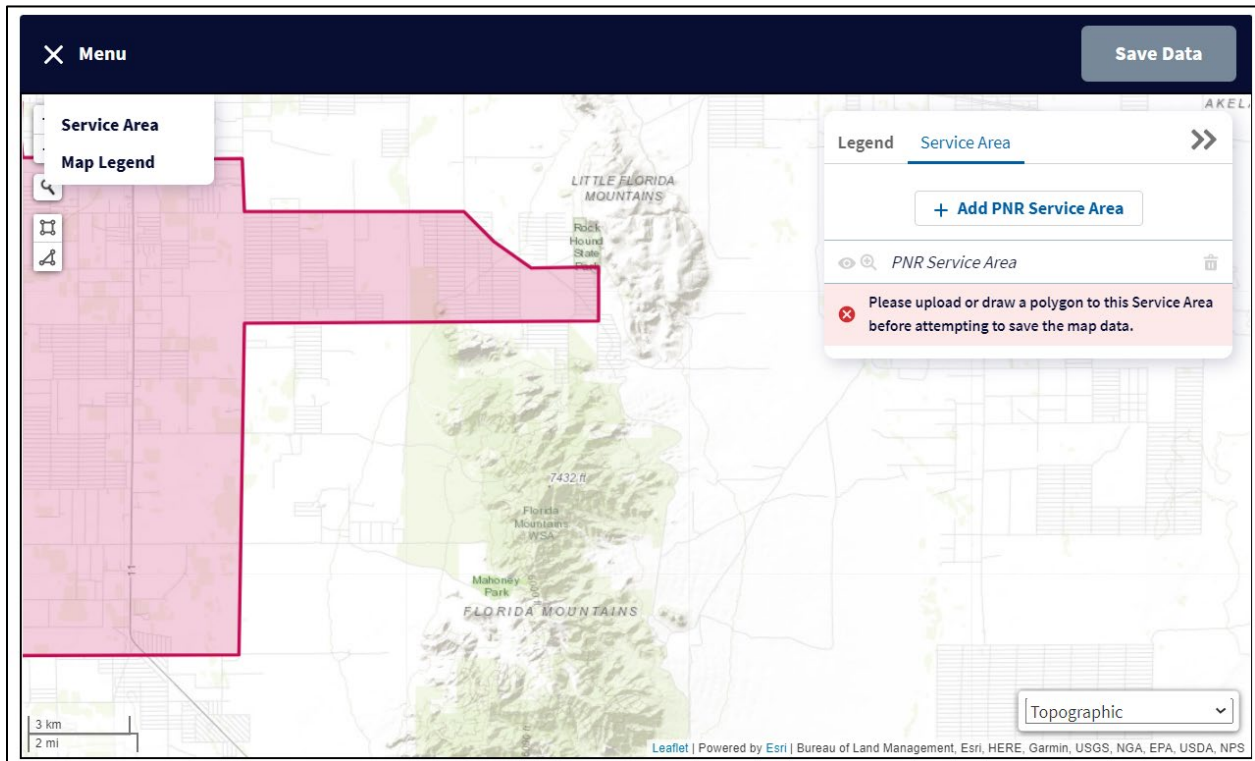 Menu
Save Data
Service Area
Map Legend
AKEL
Legend Service Area
+ Add PNR Service Area
PNR Service Area
Please upload or draw a polygon to this Service Area
before attempting to save the map data.
LITTLE FLORIDA
MOUNTAINS
Rock
Hound
State
Park
7432 ft
Florida
Mountains
WSA
11
Mahoney
Park
FLORIDA MOUNTAINS
3 km
2 mi
Topographic
Leaflet | Powered by Esri | Bureau of Land Management, Esri, HERE, Garmin, USGS, NGA, EPA, USDA, NPS